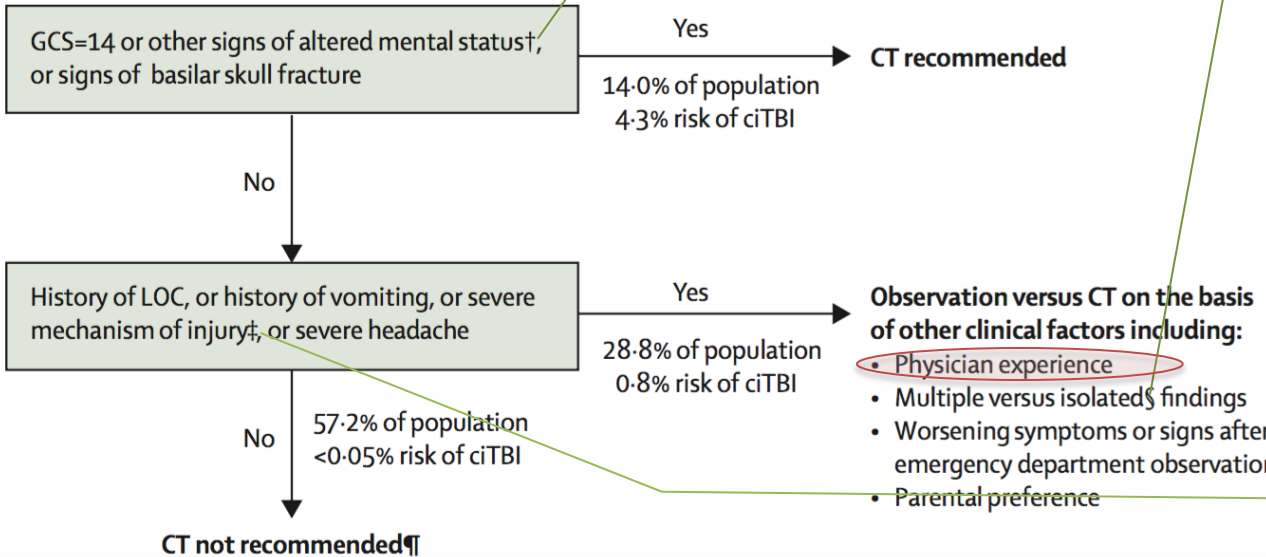 GCS=14 or other signs of altered mental status†,
or signs of basilar skull fracture
Yes
14·0% of population
4·3% risk of ciTBI
CT recommended
No
History of LOC, or history of vomiting, or severe
mechanism of injury‡, or severe headache
Yes
28·8% of population
0·8% risk of ciTBI
Observation versus CT on the basis
of other clinical factors including:
• Physician experience
• Multiple versus isolated§ findings
• Worsening symptoms or signs after
emergency department observation
• Parental preference
No
57·2% of population
<0·05% risk of ciTBI
CT not recommended¶